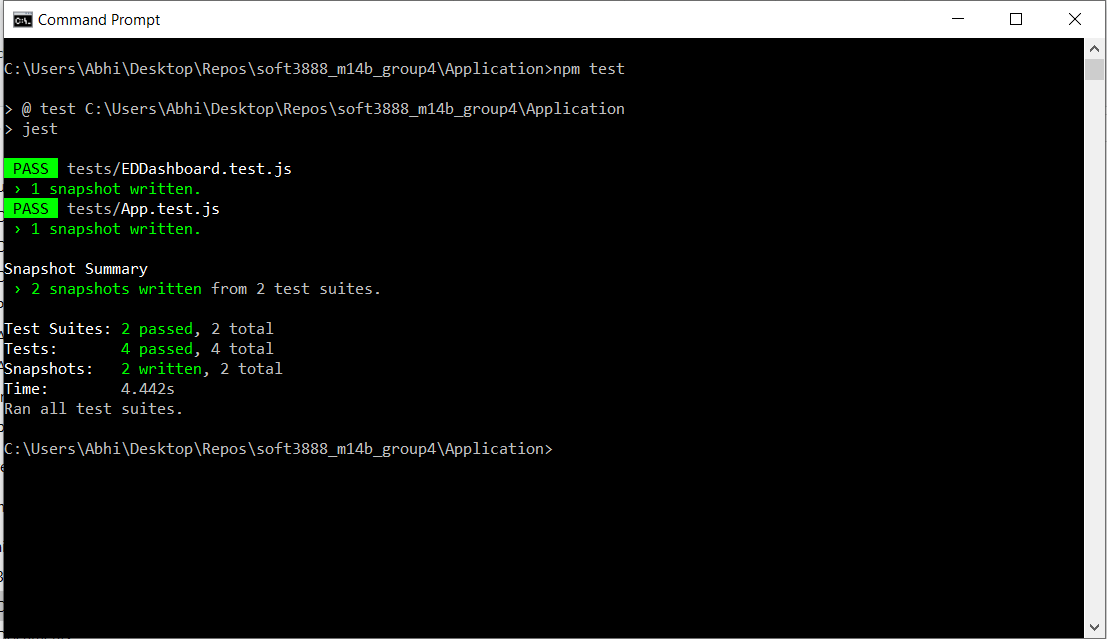 Command Prompt
C:\Users\Abhi\Desktop\Repos\soft3888_m14b_group4\Application>npm test
> @ test C:\Users\Abhi\Desktop\Repos\soft3888_m14b_group4\Application
> jest
PASS tests/EDDashboard.test.js
› 1 snapshot written.
PASS tests/App.test.js
› 1 snapshot written.
Snapshot Summary
› 2 snapshots written from 2 test suites.
Test Suites: 2 passed, 2 total
Tests: 4 passed, 4 total
Snapshots: 2 written, 2 total
Time: 4.442s
Ran all test suites.
C:\Users\Abhi\Desktop\Repos\soft3888_m14b_group4\Application>